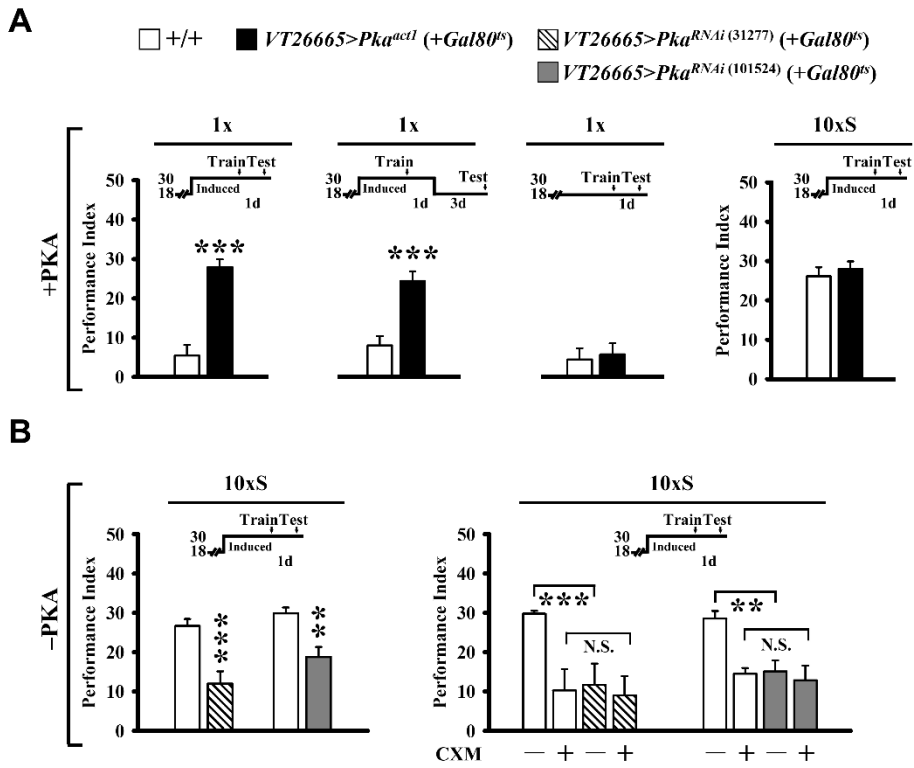 +/+ VT26665>Pka^act1 (+Gal80^ts) VT26665>Pka^RNAi (31277) (+Gal80^ts)
VT26665>Pka^RNAi (101524) (+Gal80^ts)
A
+PKA
1x
1x
1x
10xS
Performance Index
50
40
30
20
10
0
30
18
Train Test
Induced
1d
30
18
Train
Test
Induced
1d
3d
30
18
Train Test
1d
Performance Index
50
40
30
20
10
0
30
18
Train Test
Induced
1d
***
***
B
−PKA
10xS
Performance Index
50
40
30
20
10
0
30
18
Train Test
Induced
1d
***
**
10xS
Performance Index
50
40
30
20
10
0
30
18
Train Test
Induced
1d
***
N.S.
**
N.S.
CXM — + — + — + — +